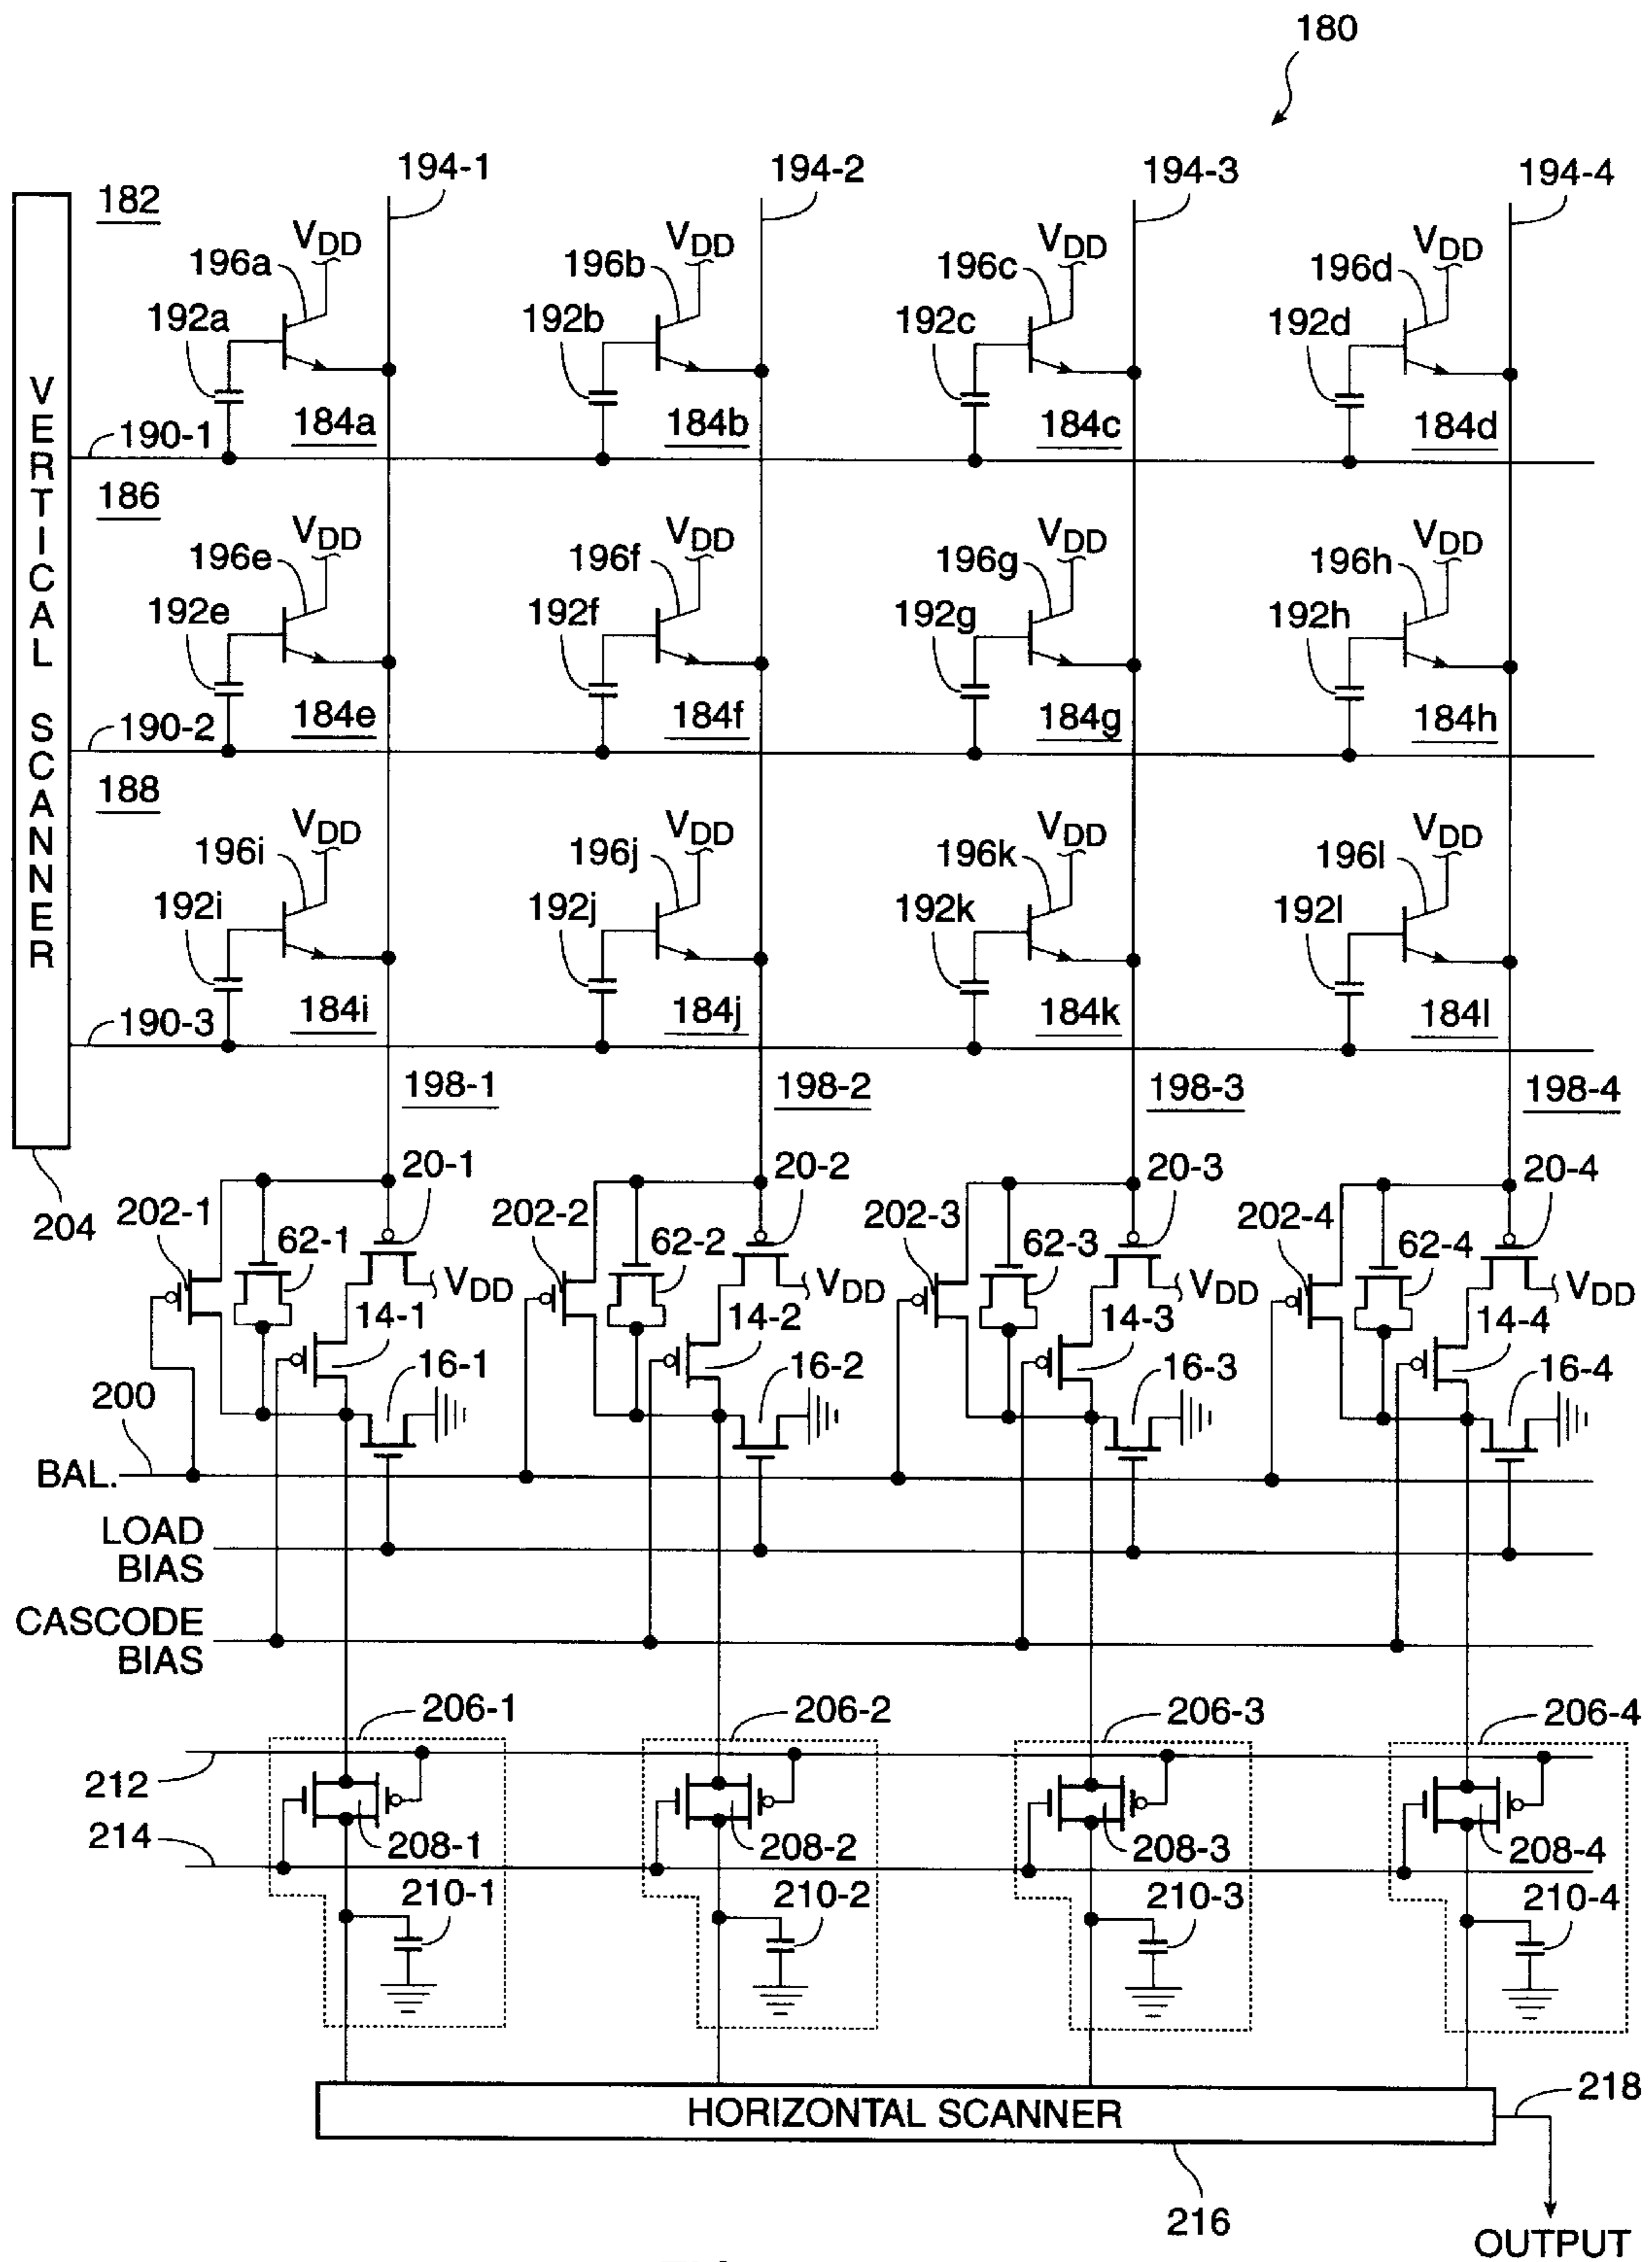 180
194-1 194-2 194-3 194-4
182
VDD VDD VDD VDD
196a 196b 196c 196d
192a 192b 192c 192d
184a 184b 184c 184d
190-1
186
VDD VDD VDD VDD
196e 196f 196g 196h
192e 192f 192g 192h
184e 184f 184g 184h
190-2
188
VDD VDD VDD VDD
196i 196j 196k 196l
192i 192j 192k 192l
184i 184j 184k 184l
190-3
VERTICAL SCANNER
198-1 198-2 198-3 198-4
20-1 20-2 20-3 20-4
204
202-1 202-2 202-3 202-4
62-1 62-2 62-3 62-4
VDD VDD VDD VDD
14-1 14-2 14-3 14-4
16-1 16-2 16-3 16-4
200
BAL.
LOAD
BIAS
CASCODE
BIAS
206-1 206-2 206-3 206-4
212
214
208-1 208-2 208-3 208-4
210-1 210-2 210-3 210-4
HORIZONTAL SCANNER
218
216
OUTPUT